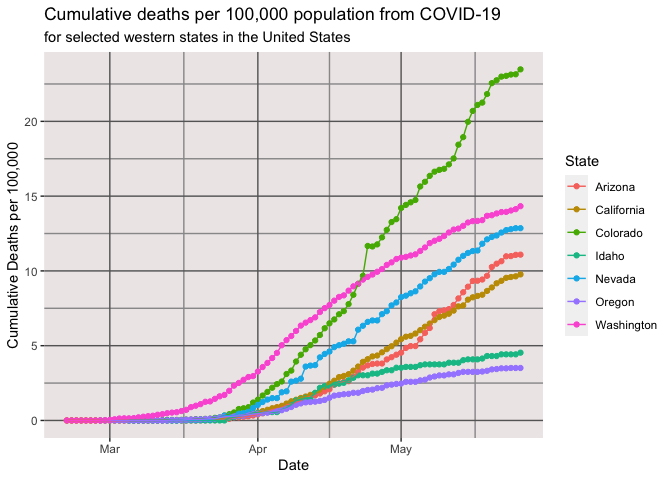 Cumulative deaths per 100,000 population from COVID-19
for selected western states in the United States
Cumulative Deaths per 100,000
20
15
10
5
0
Mar
Apr
May
Date
State
Arizona
California
Colorado
Idaho
Nevada
Oregon
Washington